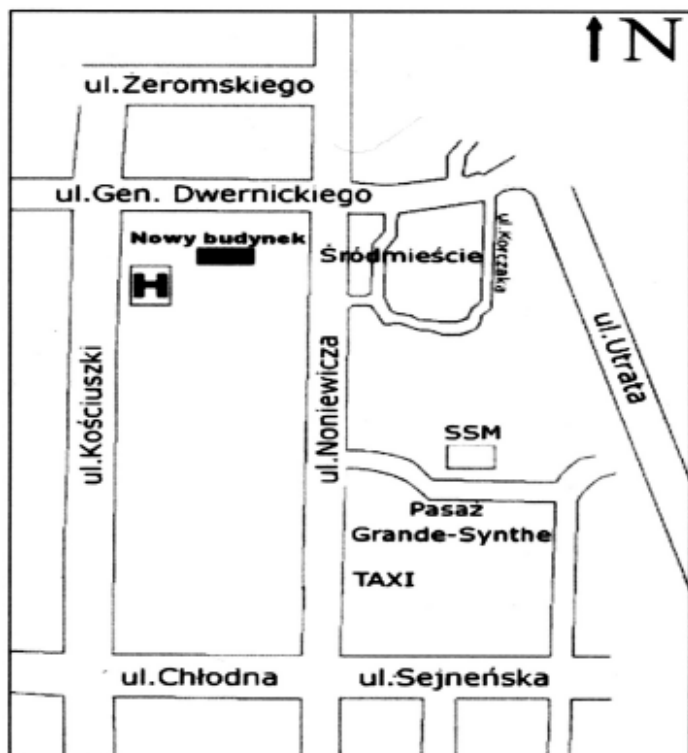 N
ul.Żeromskiego
ul.Gen. Dwernickiego
Nowy budynek
Śródmieście
ul.Korczaka
H
ul.Utrata
ul.Kościuszki
ul.Noniewicza
SSM
Pasaż
Grande-Synthe
TAXI
ul.Chłodna
ul.Sejneńska